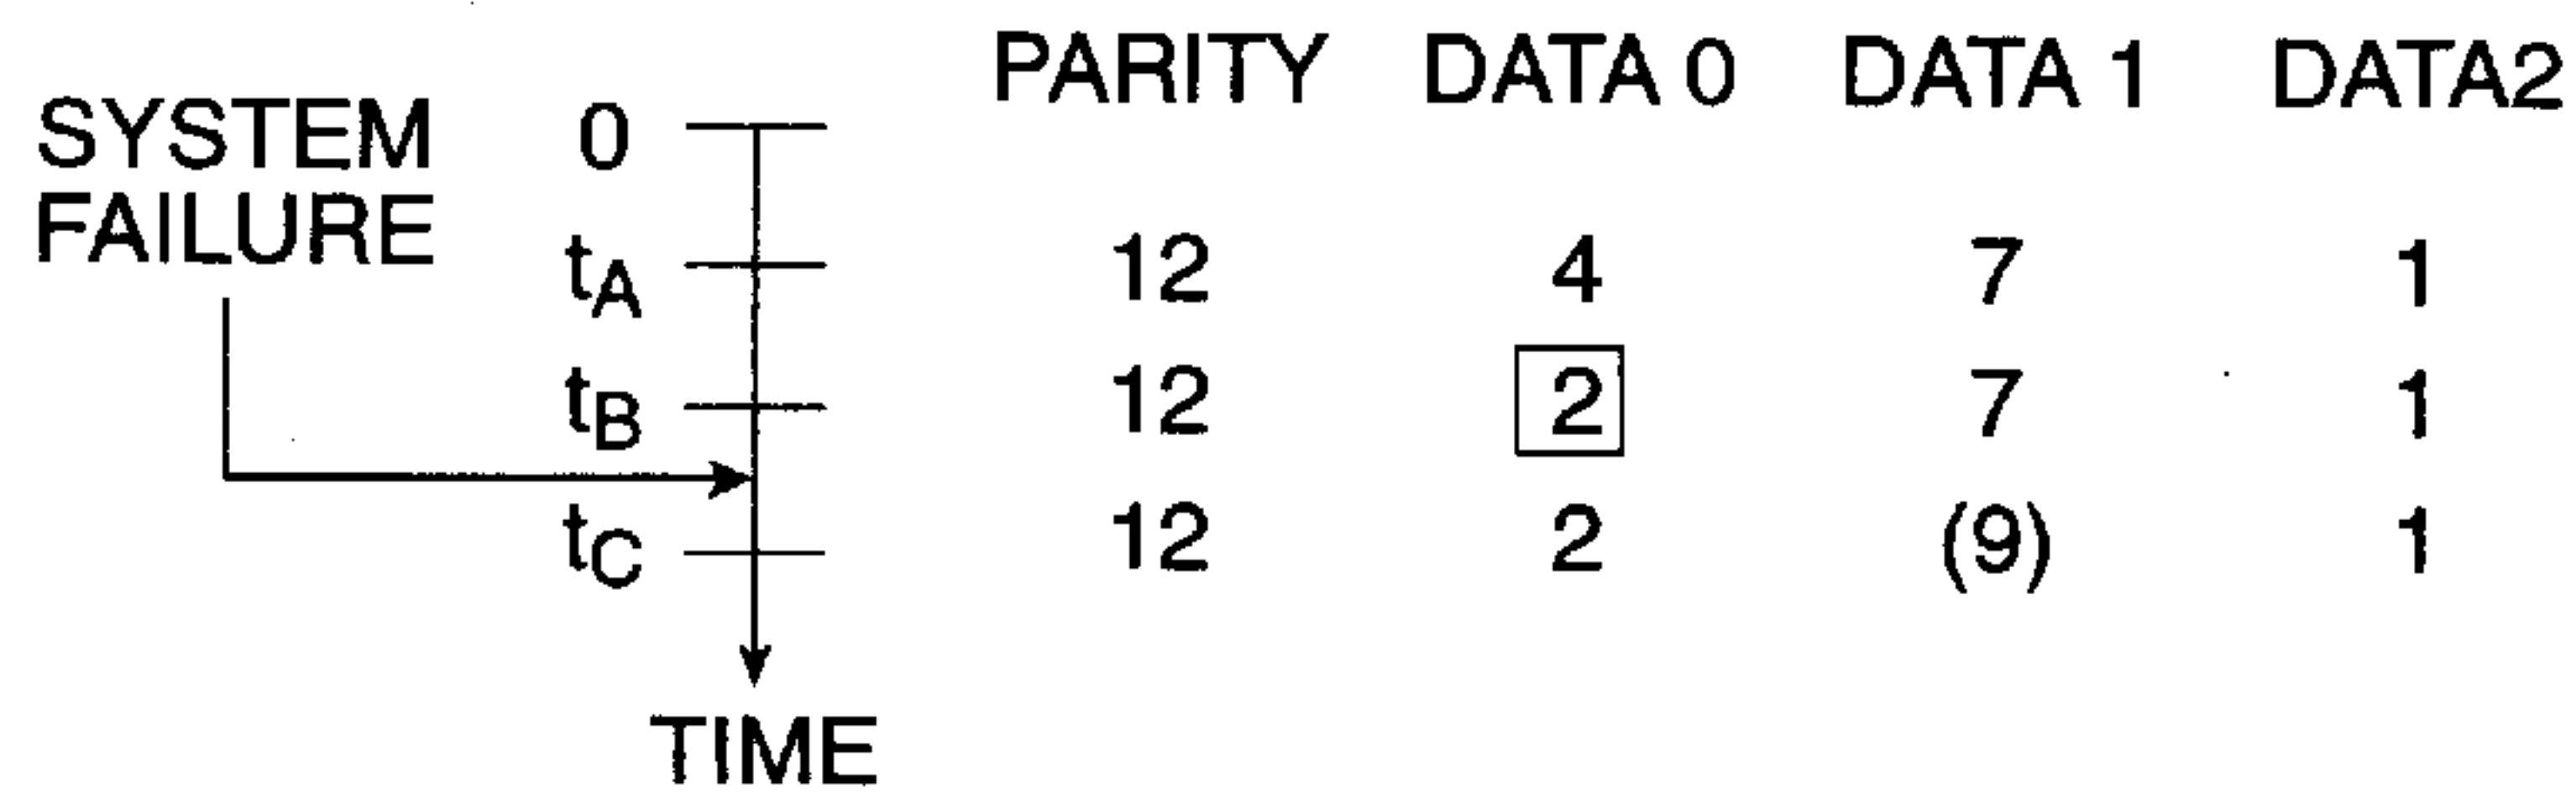 PARITY DATA 0 DATA 1 DATA2
SYSTEM FAILURE
0
tA 12 4 7 1
tB 12 2 7 1
tC 12 2 (9) 1
TIME